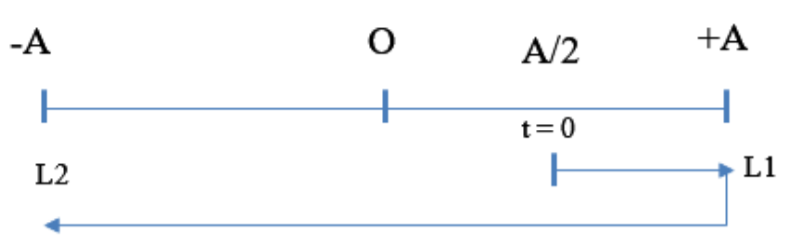 -A O A/2 +A
t = 0
L2 L1